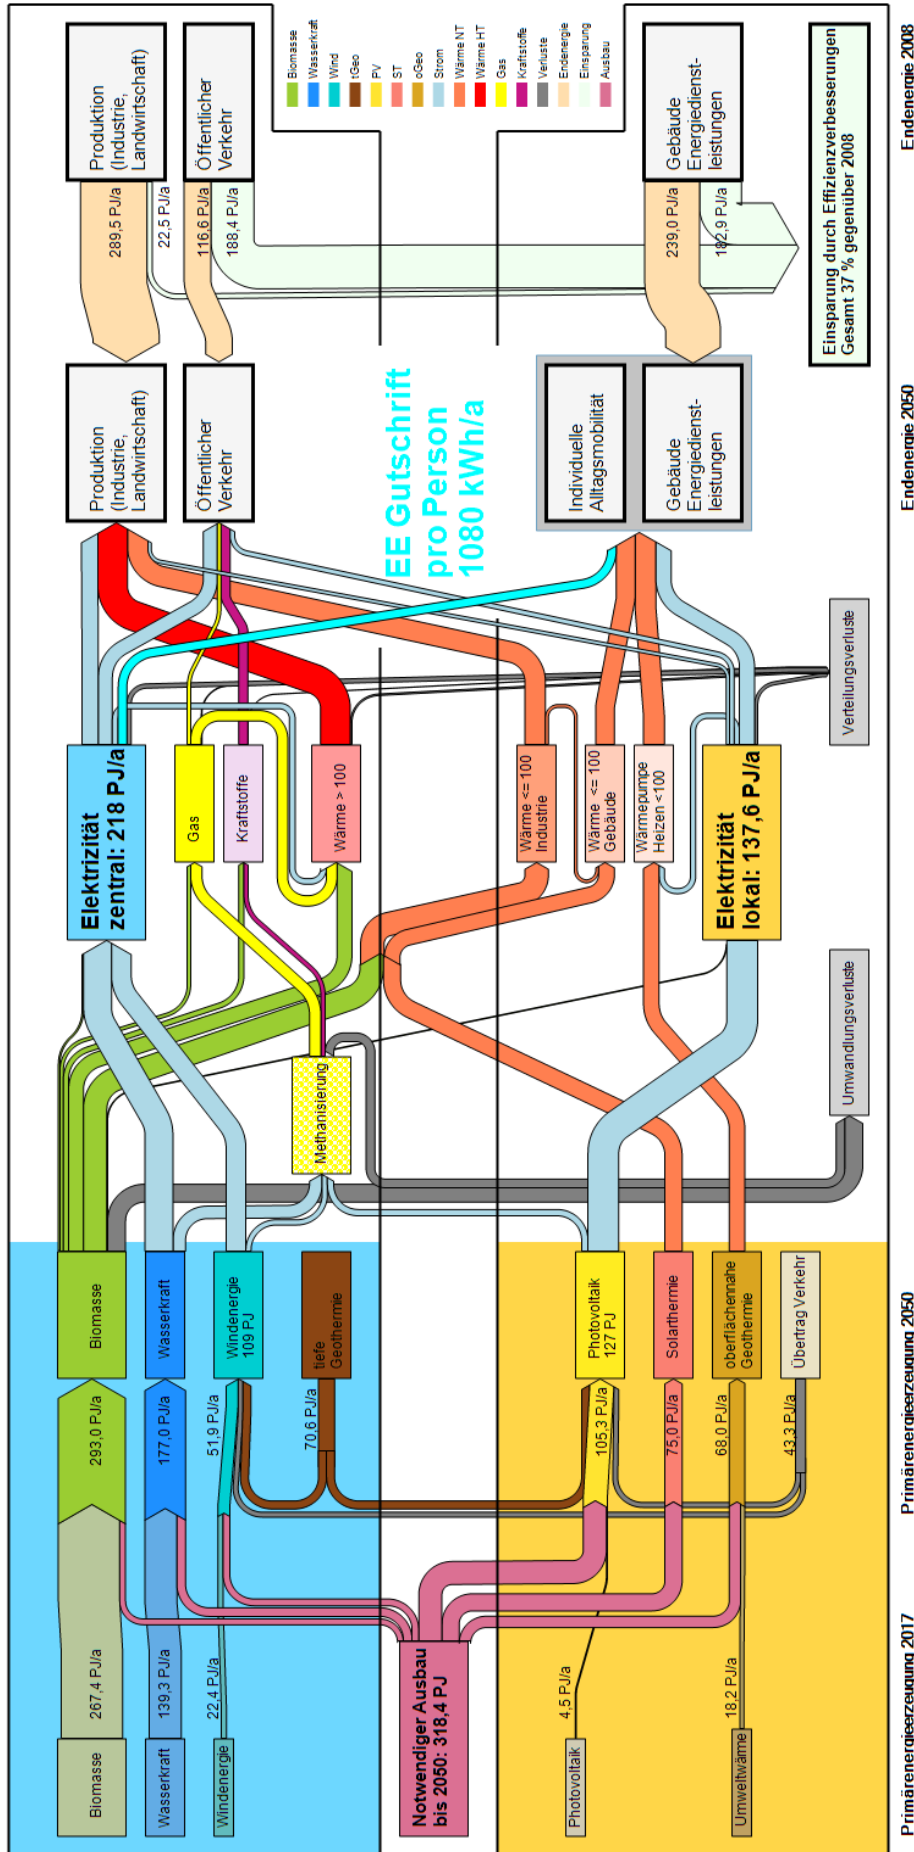 Biomasse
267,4 PJ/a
Wasserkraft
139,3 PJ/a
Windenergie
22,4 PJ/a
Notwendiger Ausbau
bis 2050: 318,4 PJ
Photovoltaik
4,5 PJ/a
Umweltwärme
18,2 PJ/a
Primärenergieerzeugung 2017
293,0 PJ/a
177,0 PJ/a
51,9 PJ/a
70,6 PJ/a
105,3 PJ/a
75,0 PJ/a
68,0 PJ/a
43,3 PJ/a
Biomasse
Wasserkraft
Windenergie
109 PJ
tiefe
Geothermie
Photovoltaik
127 PJ
Solarthermie
oberflächennahe
Geothermie
Übertrag Verkehr
Primärenergieerzeugung 2050
Methanisierung
Umwandlungsverluste
Elektrizität
zentral: 218 PJ/a
Gas
Kraftstoffe
Wärme > 100
Wärme <= 100
Industrie
Wärme <= 100
Gebäude
Wärmepumpe
Heizen <100
Elektrizität
lokal: 137,6 PJ/a
Verteilungsverluste
Produktion
(Industrie,
Landwirtschaft)
Öffentlicher
Verkehr
EE Gutschrift
pro Person
1080 kWh/a
Individuelle
Alltagsmobilität
Gebäude
Energiedienst-
leistungen
Endenergie 2050
289,5 PJ/a
22,5 PJ/a
116,6 PJ/a
188,4 PJ/a
239,0 PJ/a
182,9 PJ/a
Einsparung durch Effizienzverbesserungen
Gesamt 37 % gegenüber 2008
Produktion
(Industrie,
Landwirtschaft)
Öffentlicher
Verkehr
Biomasse
Wasserkraft
Wind
tGeo
PV
ST
oGeo
Strom
Wärme NT
Wärme HT
Gas
Kraftstoffe
Verluste
Endenergie
Einsparung
Ausbau
Gebäude
Energiedienst-
leistungen
Endenergie 2008